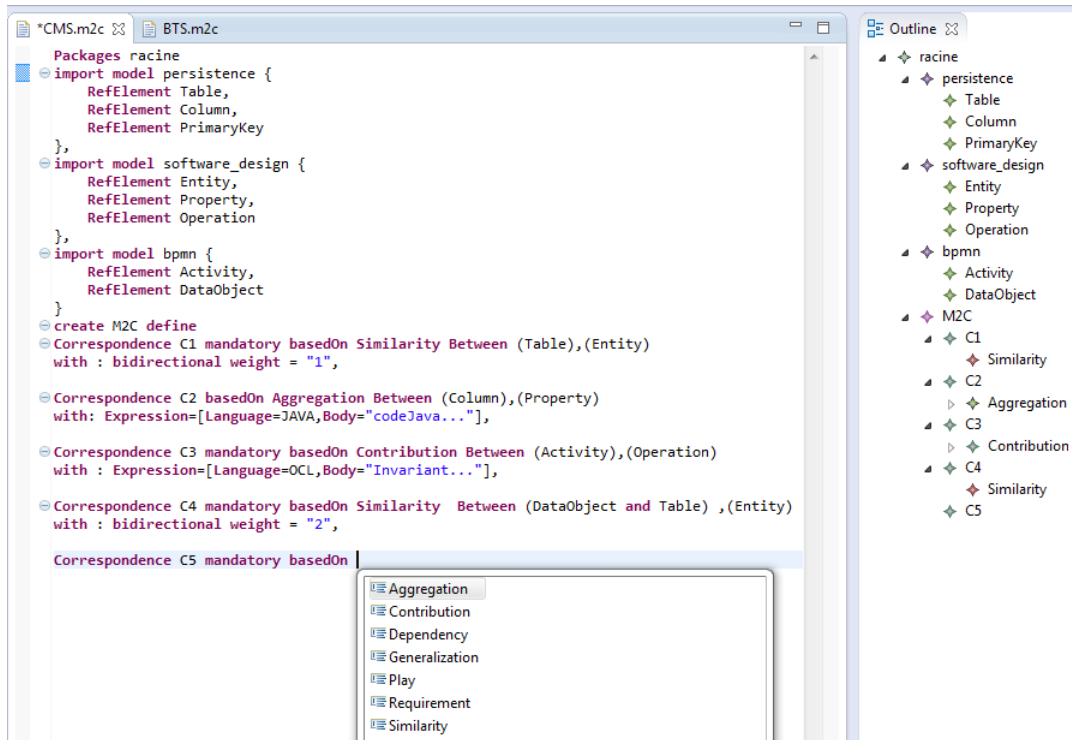 *CMS.m2c
BTS.m2c
Packages racine
import model persistence {
RefElement Table,
RefElement Column,
RefElement PrimaryKey
},
import model software_design {
RefElement Entity,
RefElement Property,
RefElement Operation
},
import model bpmn {
RefElement Activity,
RefElement DataObject
}
create M2C define
Correspondence C1 mandatory basedOn Similarity Between (Table),(Entity)
with : bidirectional weight = "1",
Correspondence C2 basedOn Aggregation Between (Column),(Property)
with: Expression=[Language=JAVA,Body="codeJava..."],
Correspondence C3 mandatory basedOn Contribution Between (Activity),(Operation)
with : Expression=[Language=OCL,Body="Invariant..."],
Correspondence C4 mandatory basedOn Similarity  Between (DataObject and Table) ,(Entity)
with : bidirectional weight = "2",
Correspondence C5 mandatory basedOn
Aggregation
Contribution
Dependency
Generalization
Play
Requirement
Similarity
Outline
racine
persistence
Table
Column
PrimaryKey
software_design
Entity
Property
Operation
bpmn
Activity
DataObject
M2C
C1
Similarity
C2
Aggregation
C3
Contribution
C4
Similarity
C5